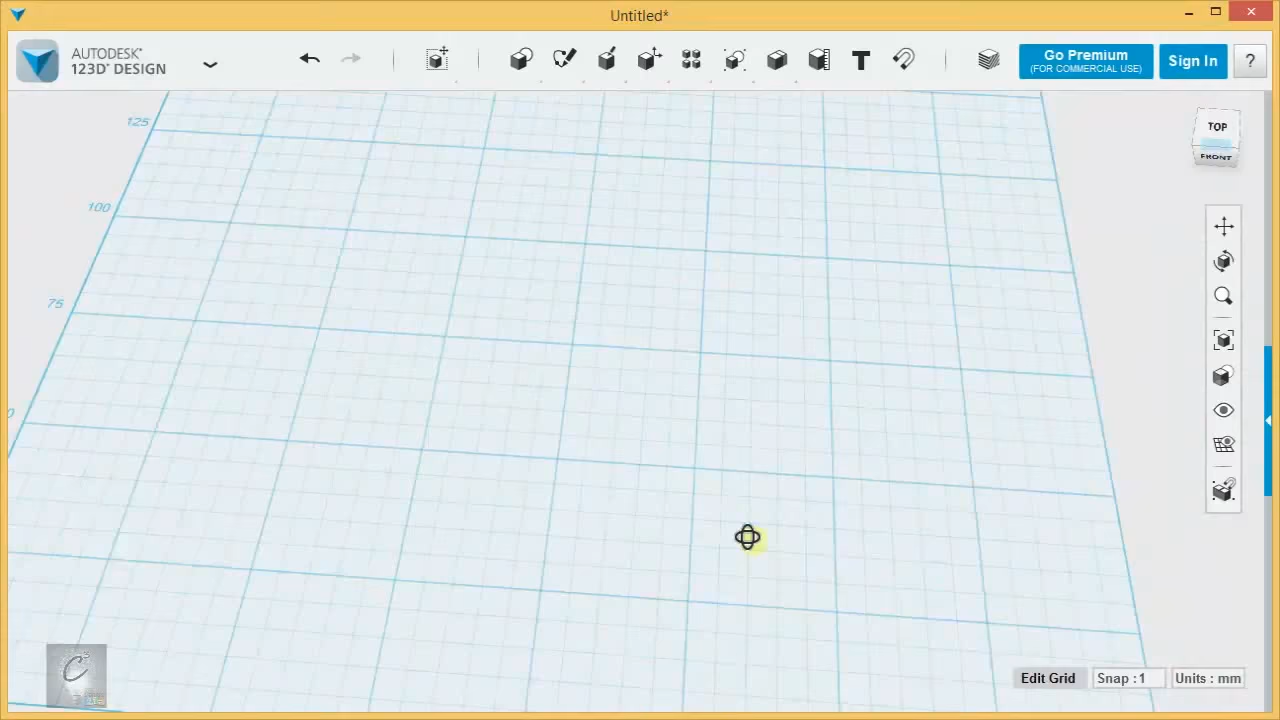 Untitled*
AUTODESK®
123D® DESIGN
Go Premium
(FOR COMMERCIAL USE)
Sign In
?
T
TOP
FRONT
125
100
75
0
Edit Grid
Snap : 1
Units : mm